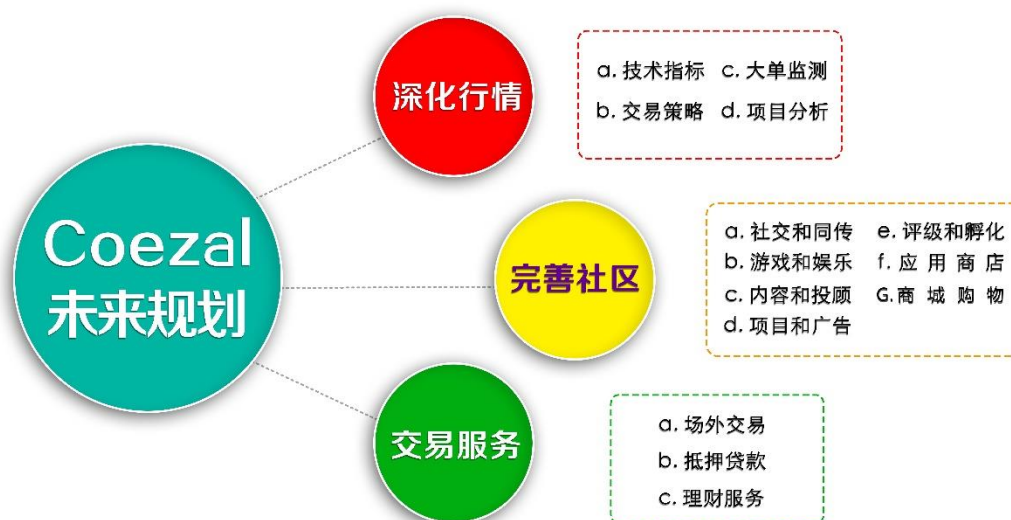 Coezal
未来规划
深化行情
a. 技术指标 c. 大单监测
b. 交易策略 d. 项目分析
完善社区
a. 社交和同传 e. 评级和孵化
b. 游戏和娱乐 f. 应 用 商 店
c. 内容和投顾 G.商 城 购 物
d. 项目和广告
交易服务
a. 场外交易
b. 抵押贷款
c. 理财服务